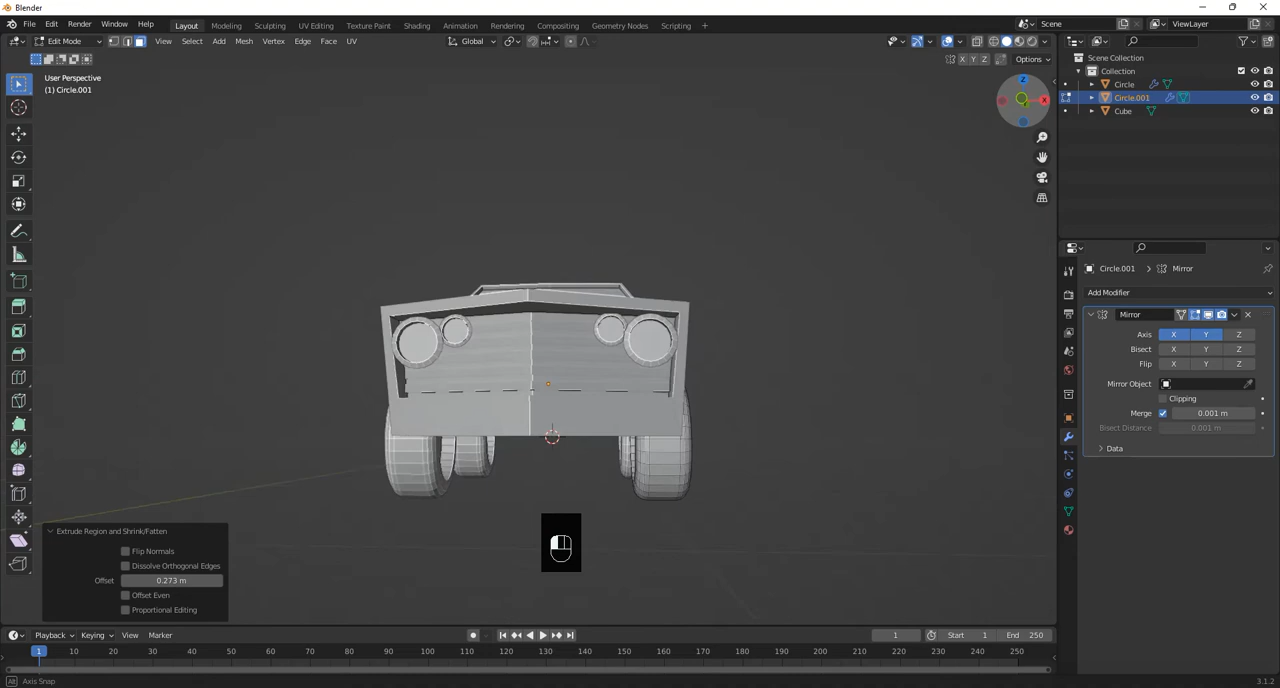 Blender
File Edit Render Window Help Layout Modeling Sculpting UV Editing Texture Paint Shading Animation Rendering Compositing Geometry Nodes Scripting + Scene ViewLayer
Edit Mode View Select Add Mesh Vertex Edge Face UV Global
X Y Z Options
User Perspective
(1) Circle.001
Z
X
Scene Collection
Collection
Circle
Circle.001
Cube
Circle.001 > Mirror
Add Modifier
Mirror
Axis X Y Z
Bisect X Y Z
Flip X Y Z
Mirror Object
Clipping
Merge 0.001 m
Bisect Distance 0.001 m
Data
Extrude Region and Shrink/Fatten
Flip Normals
Dissolve Orthogonal Edges
Offset 0.273 m
Offset Even
Proportional Editing
Playback Keying View Marker 1 Start 1 End 250
1 10 20 30 40 50 60 70 80 90 100 110 120 130 140 150 160 170 180 190 200 210 220 230 240 250
Alt Axis Snap 3.1.2